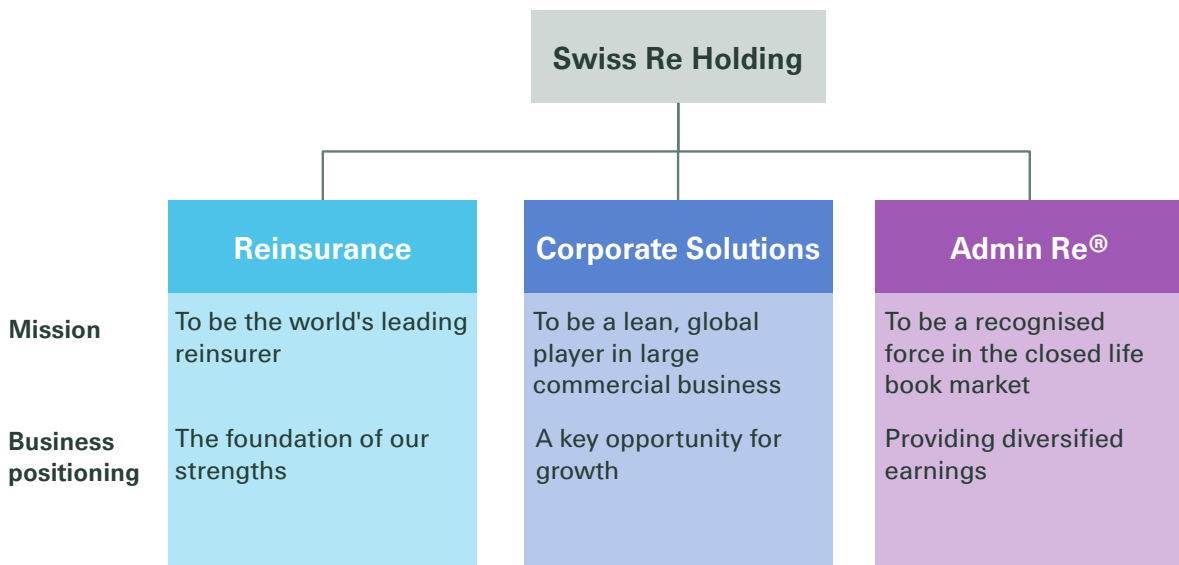 Swiss Re Holding
Reinsurance
Corporate Solutions
Admin Re®
Mission
To be the world's leading
reinsurer
To be a lean, global
player in large
commercial business
To be a recognised
force in the closed life
book market
Business
positioning
The foundation of our
strengths
A key opportunity for
growth
Providing diversified
earnings